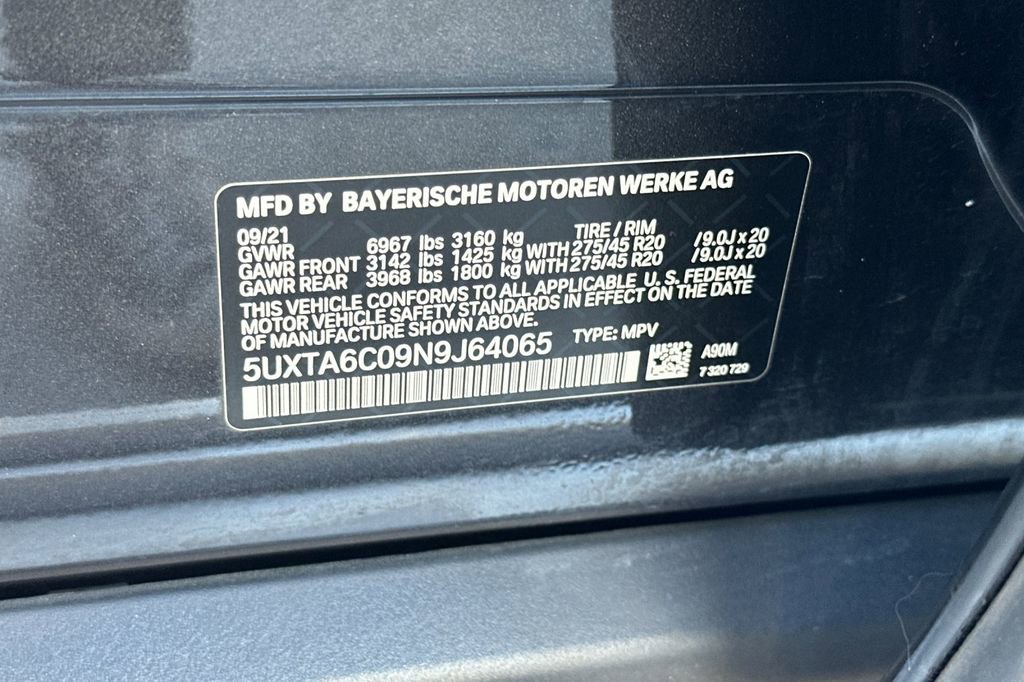 MFD BY BAYERISCHE MOTOREN WERKE AG
09/21 TIRE / RIM
GVWR 6967 lbs 3160 kg
GAWR FRONT 3142 lbs 1425 kg WITH 275/45 R20 /9.0J x 20
GAWR REAR 3968 lbs 1800 kg WITH 275/45 R20 /9.0J x 20
THIS VEHICLE CONFORMS TO ALL APPLICABLE U. S. FEDERAL
MOTOR VEHICLE SAFETY STANDARDS IN EFFECT ON THE DATE
OF MANUFACTURE SHOWN ABOVE.
5UXTA6C09N9J64065 TYPE: MPV
A90M
7 320 729